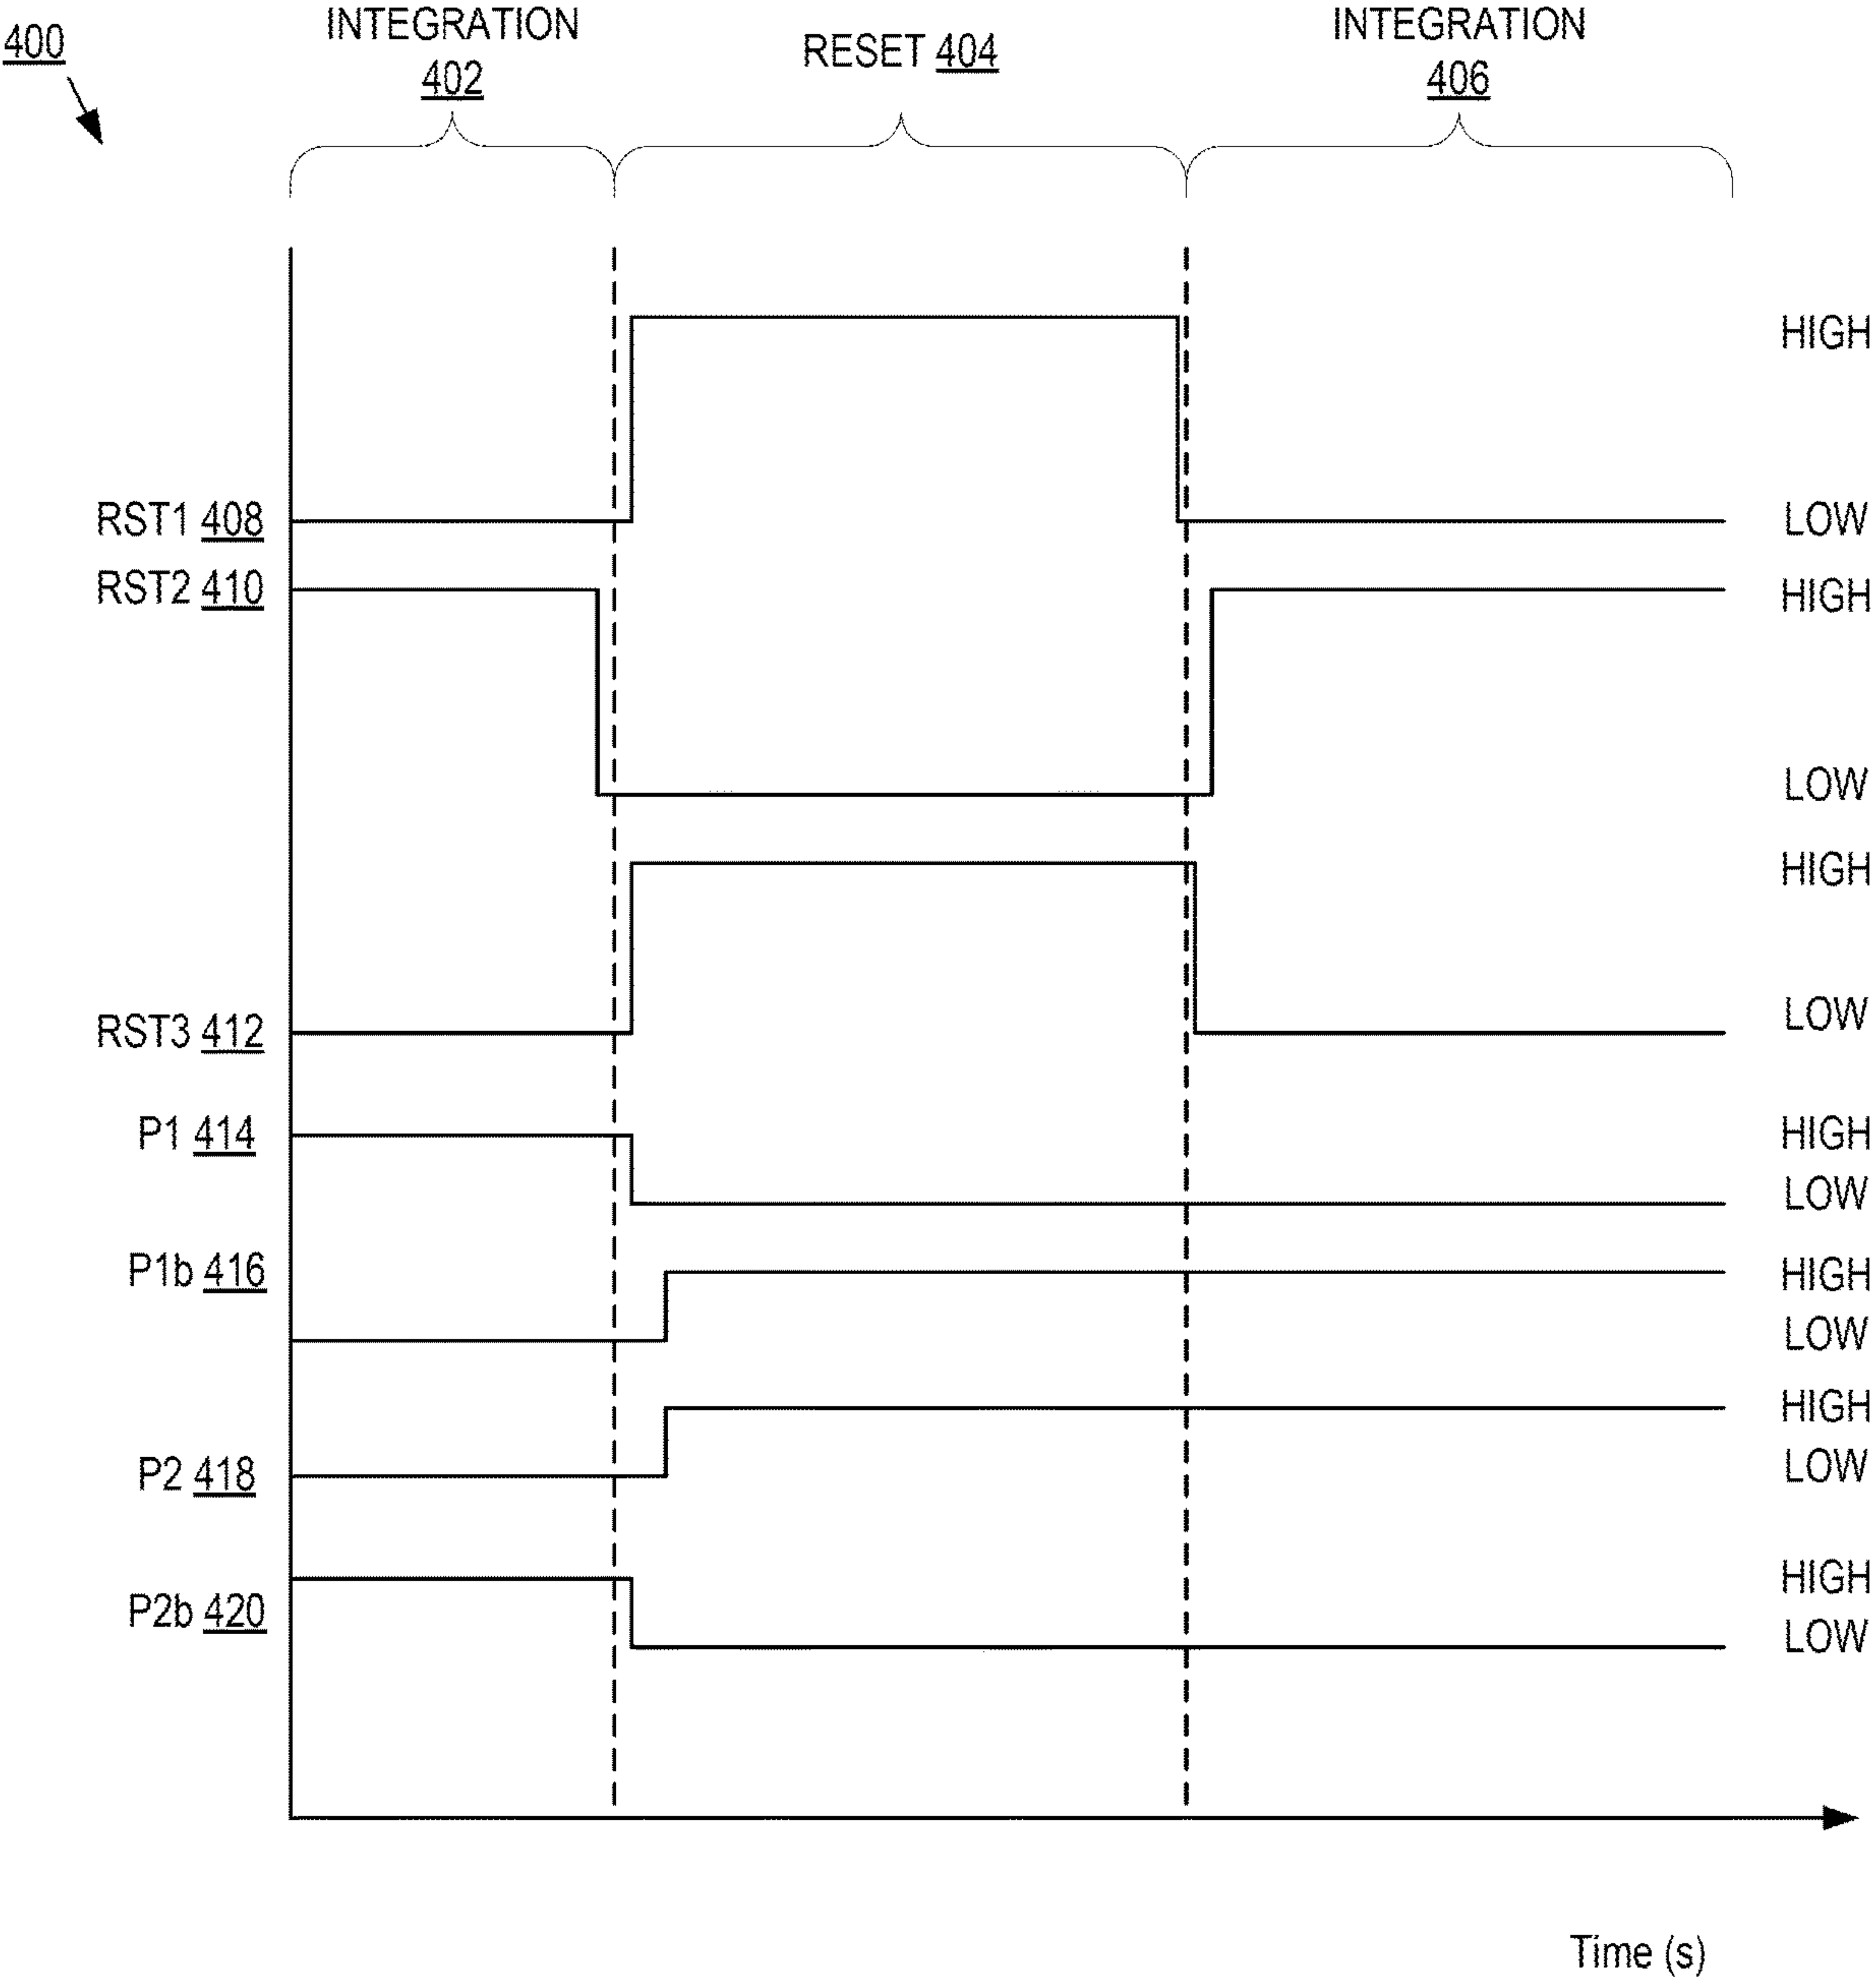 400
INTEGRATION
402
RESET 404
INTEGRATION
406
HIGH
RST1 408
LOW
RST2 410
HIGH
LOW
HIGH
RST3 412
LOW
P1 414
HIGH
LOW
P1b 416
HIGH
LOW
HIGH
P2 418
LOW
HIGH
P2b 420
LOW
Time (s)